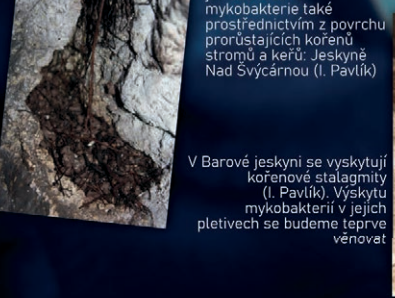 mykobakterie také
prostřednictvím z povrchu
prorůstajících kořenů
stromů a keřů: Jeskyně
Nad Švýcárnou (I. Pavlík)
V Barové jeskyni se vyskytují
kořenové stalagmity
(I. Pavlík). Výskytu
mykobakterií v jejich
pletivech se budeme teprve
věnovat